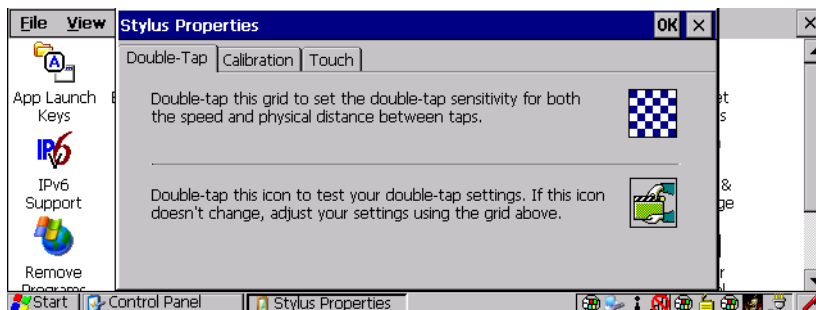 File View
Stylus Properties
OK
Double-Tap
Calibration
Touch
App Launch
Keys
Double-tap this grid to set the double-tap sensitivity for both
the speed and physical distance between taps.
IPv6
IPv6
Support
Double-tap this icon to test your double-tap settings. If this icon
doesn't change, adjust your settings using the grid above.
&
Remove
Programs
Start
Control Panel
Stylus Properties